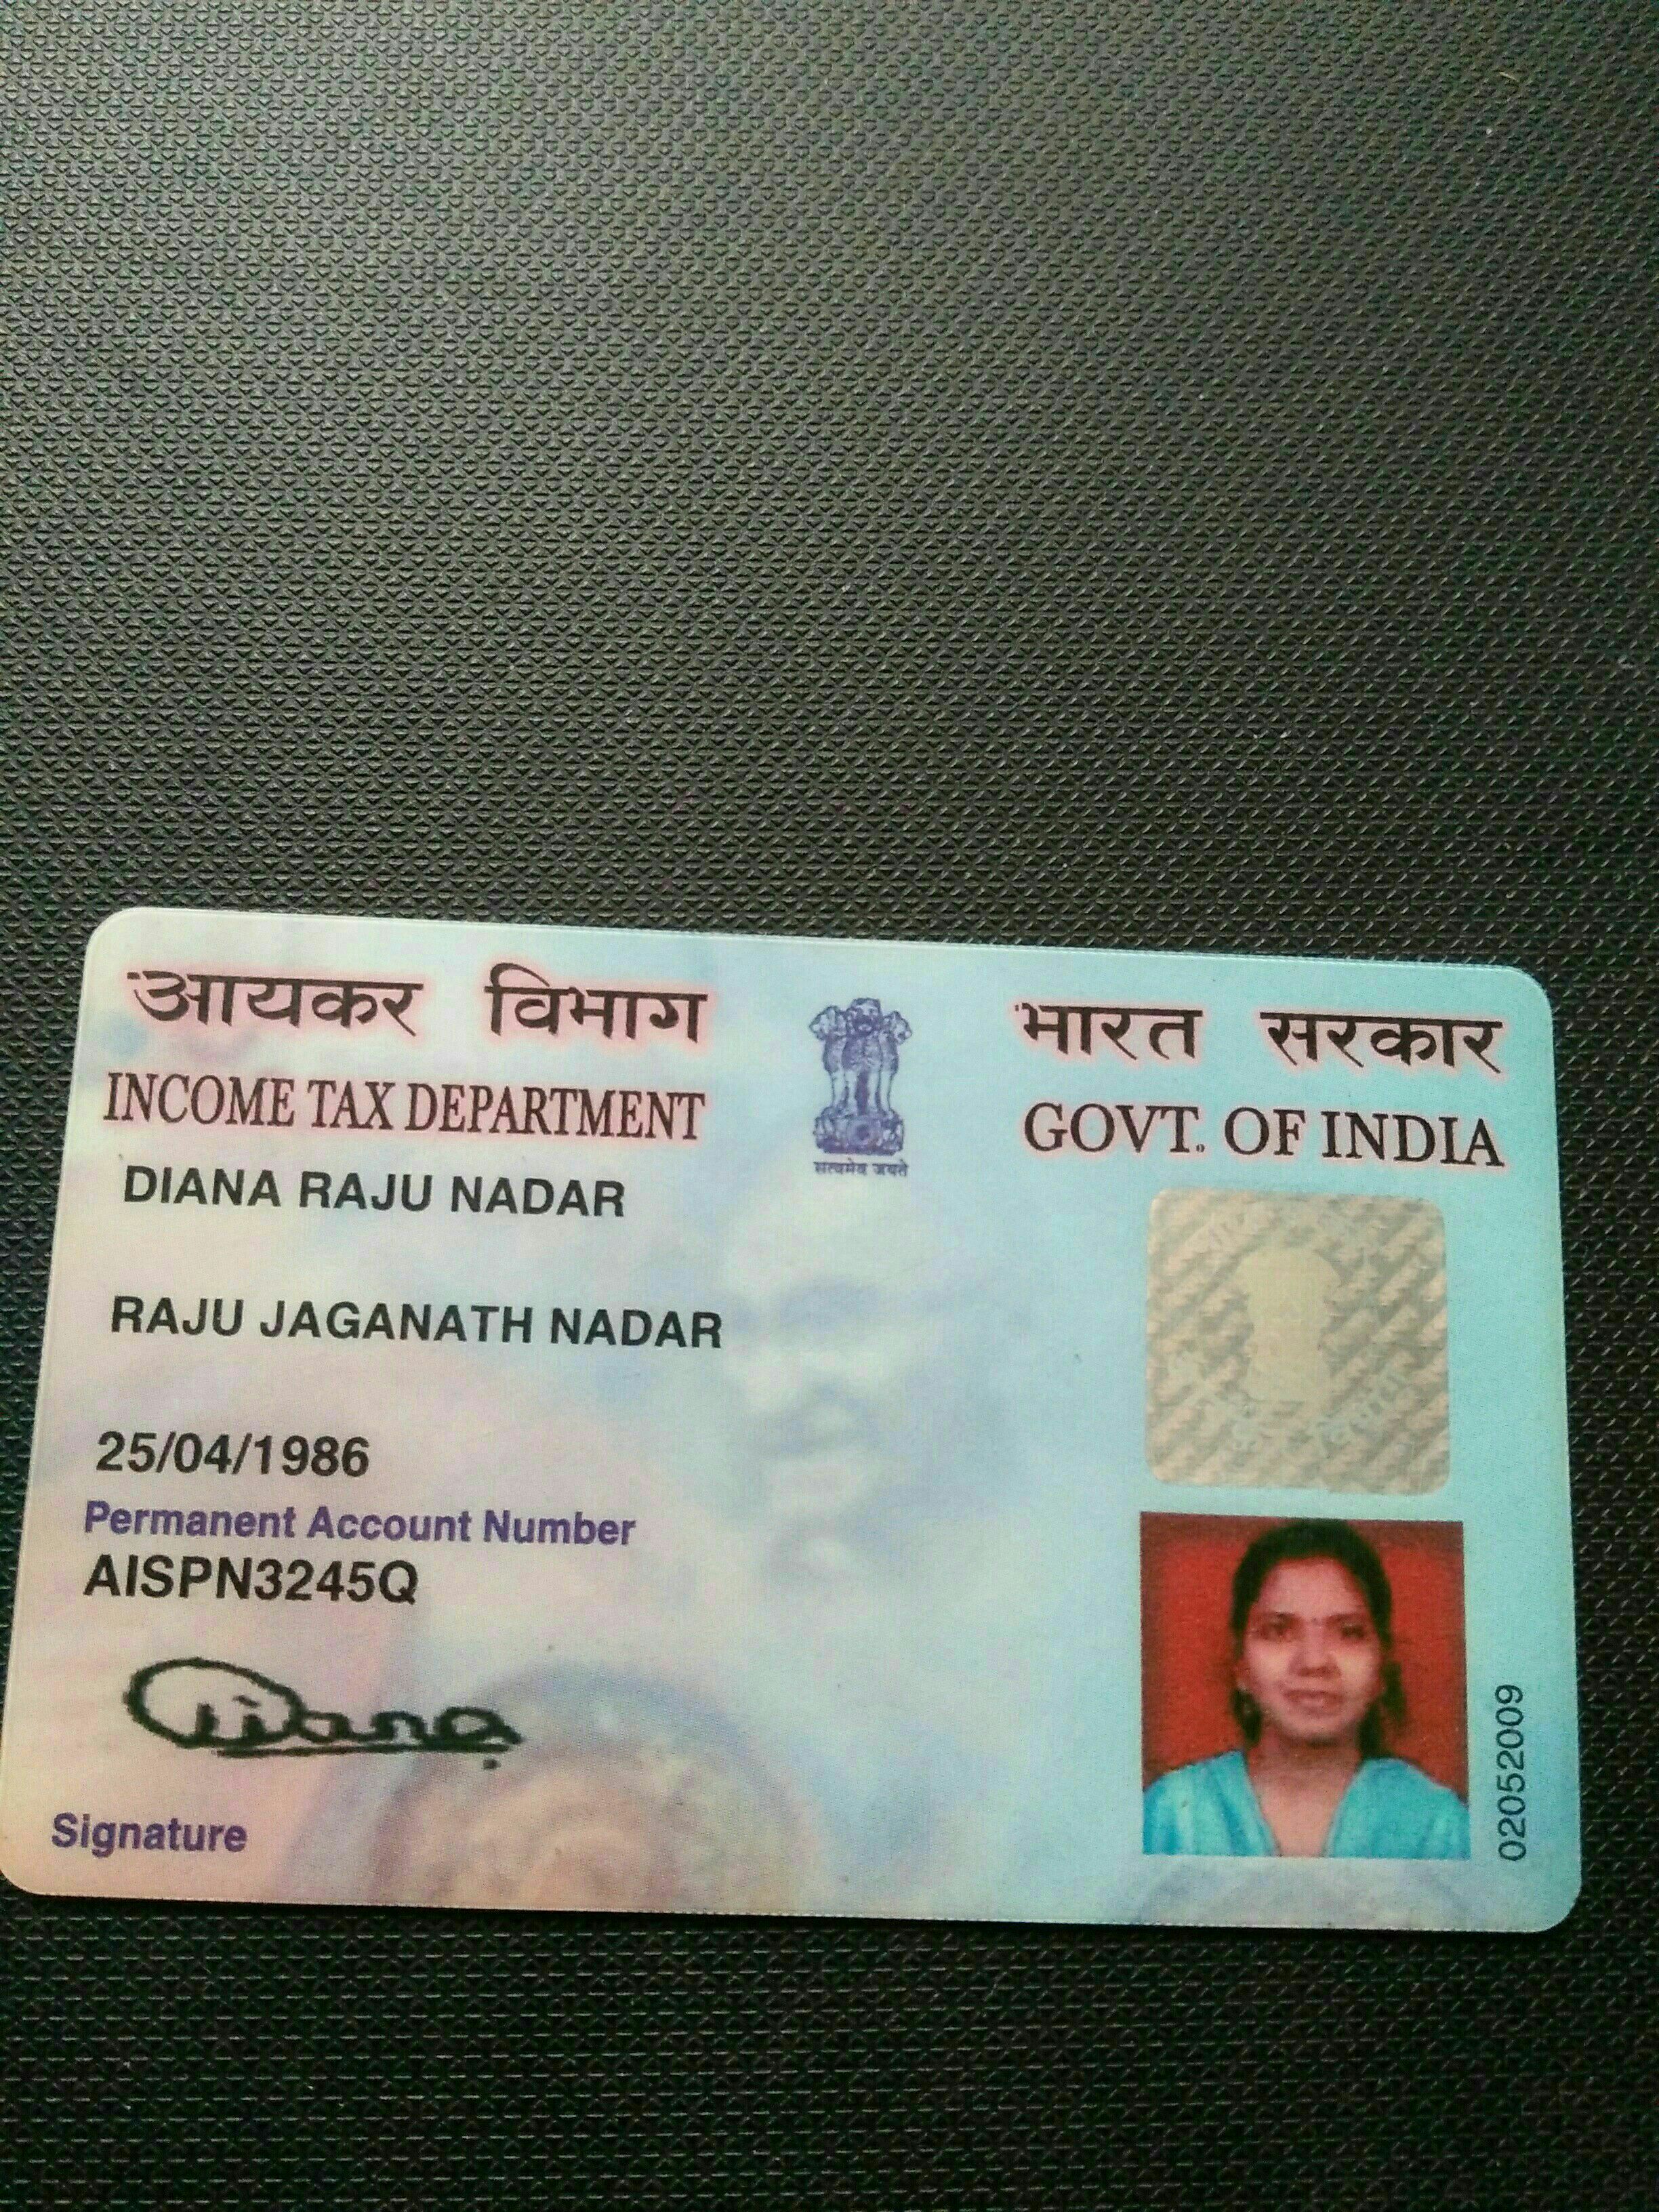 आयकर विभाग
INCOME TAX DEPARTMENT
सत्यमेव जयते
भारत सरकार
GOVT. OF INDIA
DIANA RAJU NADAR
RAJU JAGANATH NADAR
25/04/1986
Permanent Account Number
AISPN3245Q
Diana
Signature
02052009